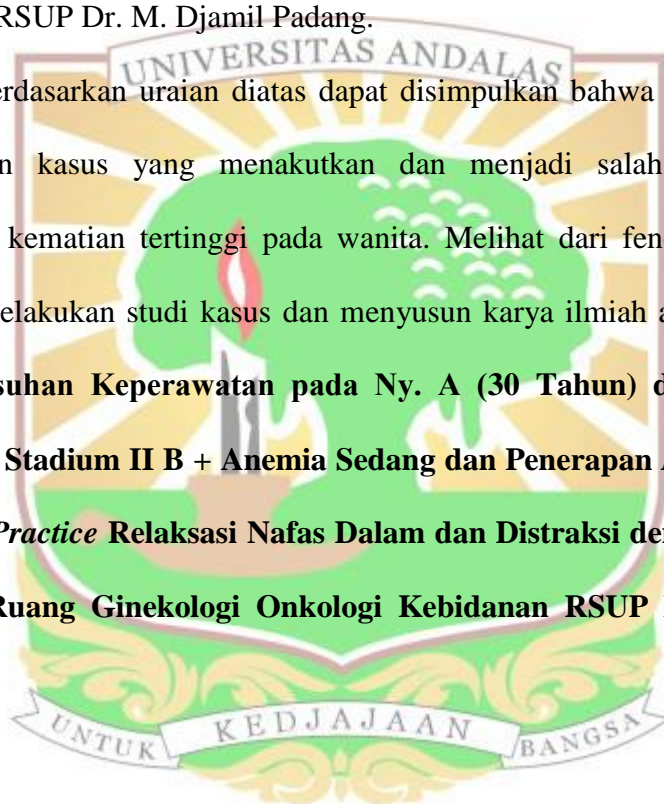 RSUP Dr. M. Djamil Padang.
UNIVERSITAS ANDALAS
erdasarkan uraian diatas dapat disimpulkan bahwa
n kasus yang menakutkan dan menjadi salah
kematian tertinggi pada wanita. Melihat dari fen
elakukan studi kasus dan menyusun karya ilmiah a
suhan Keperawatan pada Ny. A (30 Tahun) d
Stadium II B + Anemia Sedang dan Penerapan A
Practice Relaksasi Nafas Dalam dan Distraksi de
Ruang Ginekologi Onkologi Kebidanan RSUP
UNTUK KEDJAJAAN BANGSA